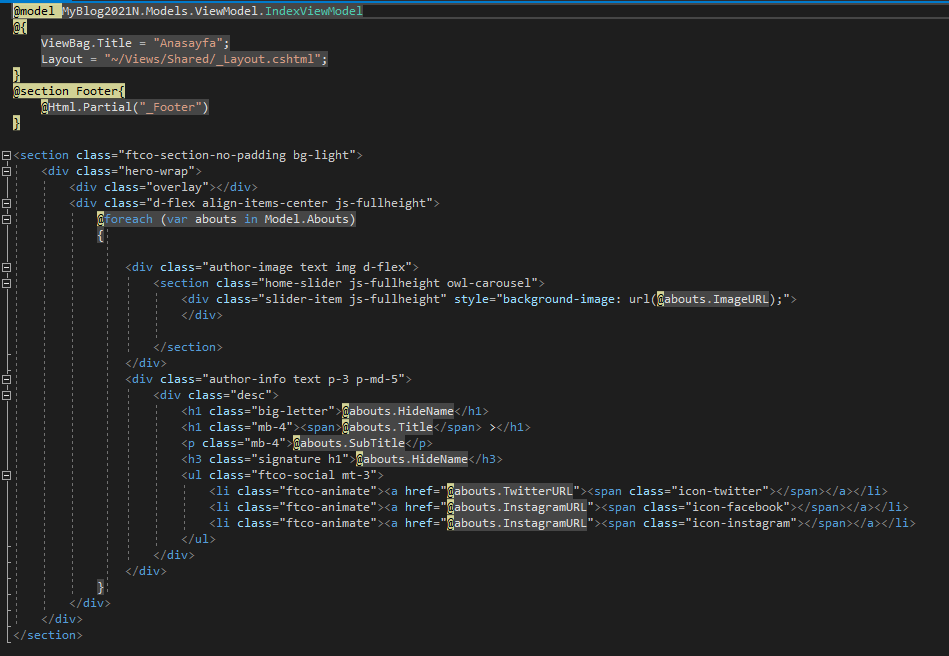 @model MyBlog2021N.Models.ViewModel.IndexViewModel
@{
ViewBag.Title = "Anasayfa";
Layout = "~/Views/Shared/_Layout.cshtml";
}
@section Footer{
@Html.Partial("_Footer")
}
<section class="ftco-section-no-padding bg-light">
<div class="hero-wrap">
<div class="overlay"></div>
<div class="d-flex align-items-center js-fullheight">
@foreach (var abouts in Model.Abouts)
{
<div class="author-image text img d-flex">
<section class="home-slider js-fullheight owl-carousel">
<div class="slider-item js-fullheight" style="background-image: url(@abouts.ImageURL);">
</div>
</section>
</div>
<div class="author-info text p-3 p-md-5">
<div class="desc">
<h1 class="big-letter">@abouts.HideName</h1>
<h1 class="mb-4"><span>@abouts.Title</span> ></h1>
<p class="mb-4">@abouts.SubTitle</p>
<h3 class="signature h1">@abouts.HideName</h3>
<ul class="ftco-social mt-3">
<li class="ftco-animate"><a href="@abouts.TwitterURL"><span class="icon-twitter"></span></a></li>
<li class="ftco-animate"><a href="@abouts.InstagramURL"><span class="icon-facebook"></span></a></li>
<li class="ftco-animate"><a href="@abouts.InstagramURL"><span class="icon-instagram"></span></a></li>
</ul>
</div>
</div>
}
</div>
</div>
</section>